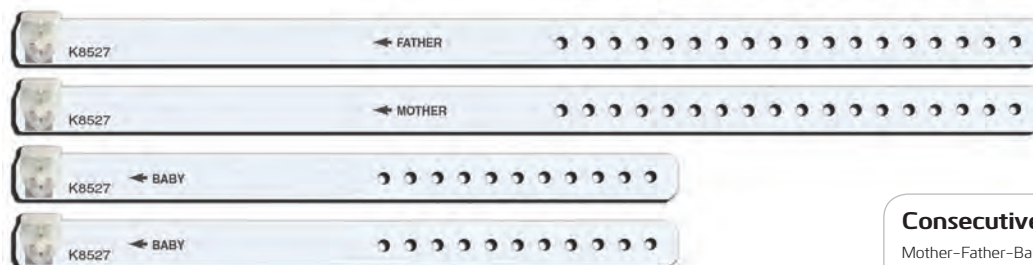 K8527 ← FATHER
K8527 ← MOTHER
K8527 ← BABY
K8527 ← BABY
Consecutive
Mother-Father-Ba